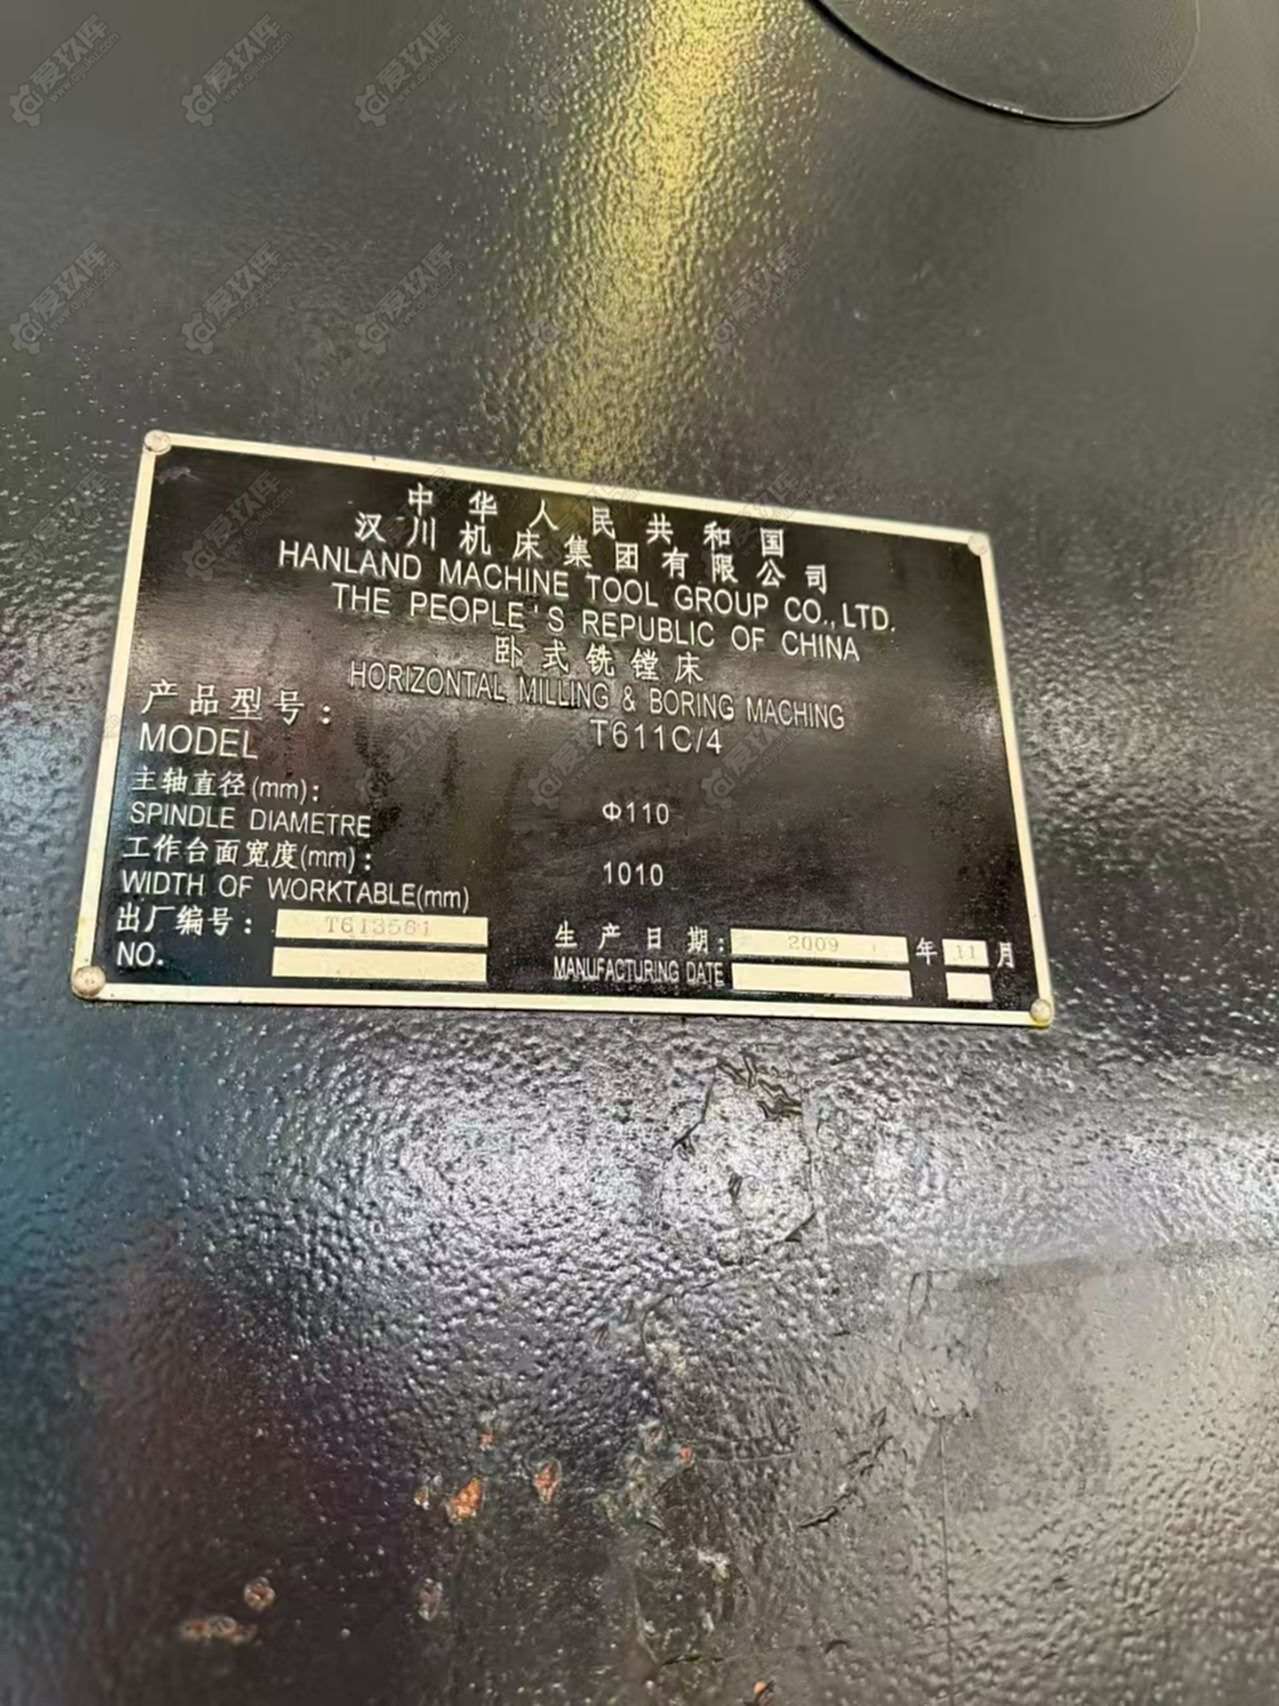 中华人民共和国
汉川机床集团有限公司
HANLAND MACHINE TOOL GROUP CO.,LTD.
THE PEOPLE'S REPUBLIC OF CHINA
卧式铣镗床
HORIZONTAL MILLING & BORING MACHING
产品型号:
MODEL T611C/4
主轴直径(mm):
SPINDLE DIAMETRE Φ110
工作台面宽度(mm):
WIDTH OF WORKTABLE(mm) 1010
出厂编号: T613561 生产日期: 2009 年 11 月
NO. MANUFACTURING DATE
爱玖库